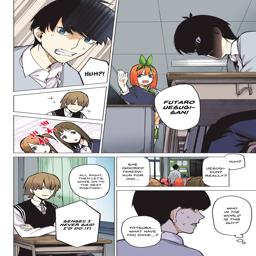 HUH?!
FUTARO
UESUGI-
SAN!
ALL RIGHT,
THEN LET'S
MOVE ON TO
THE NEXT
POSITION.
SENSEI! I
NEVER SAID
I'D DO IT!
SHE
IGNORED
TAKEDA-
KUN FOR
HIM...
HUH?
UESUGI-
KUN?
REALLY?
WHO
IN THE
WORLD
IS THIS
GUY?
YOTSUBA...
WHAT HAVE
YOU DONE...?